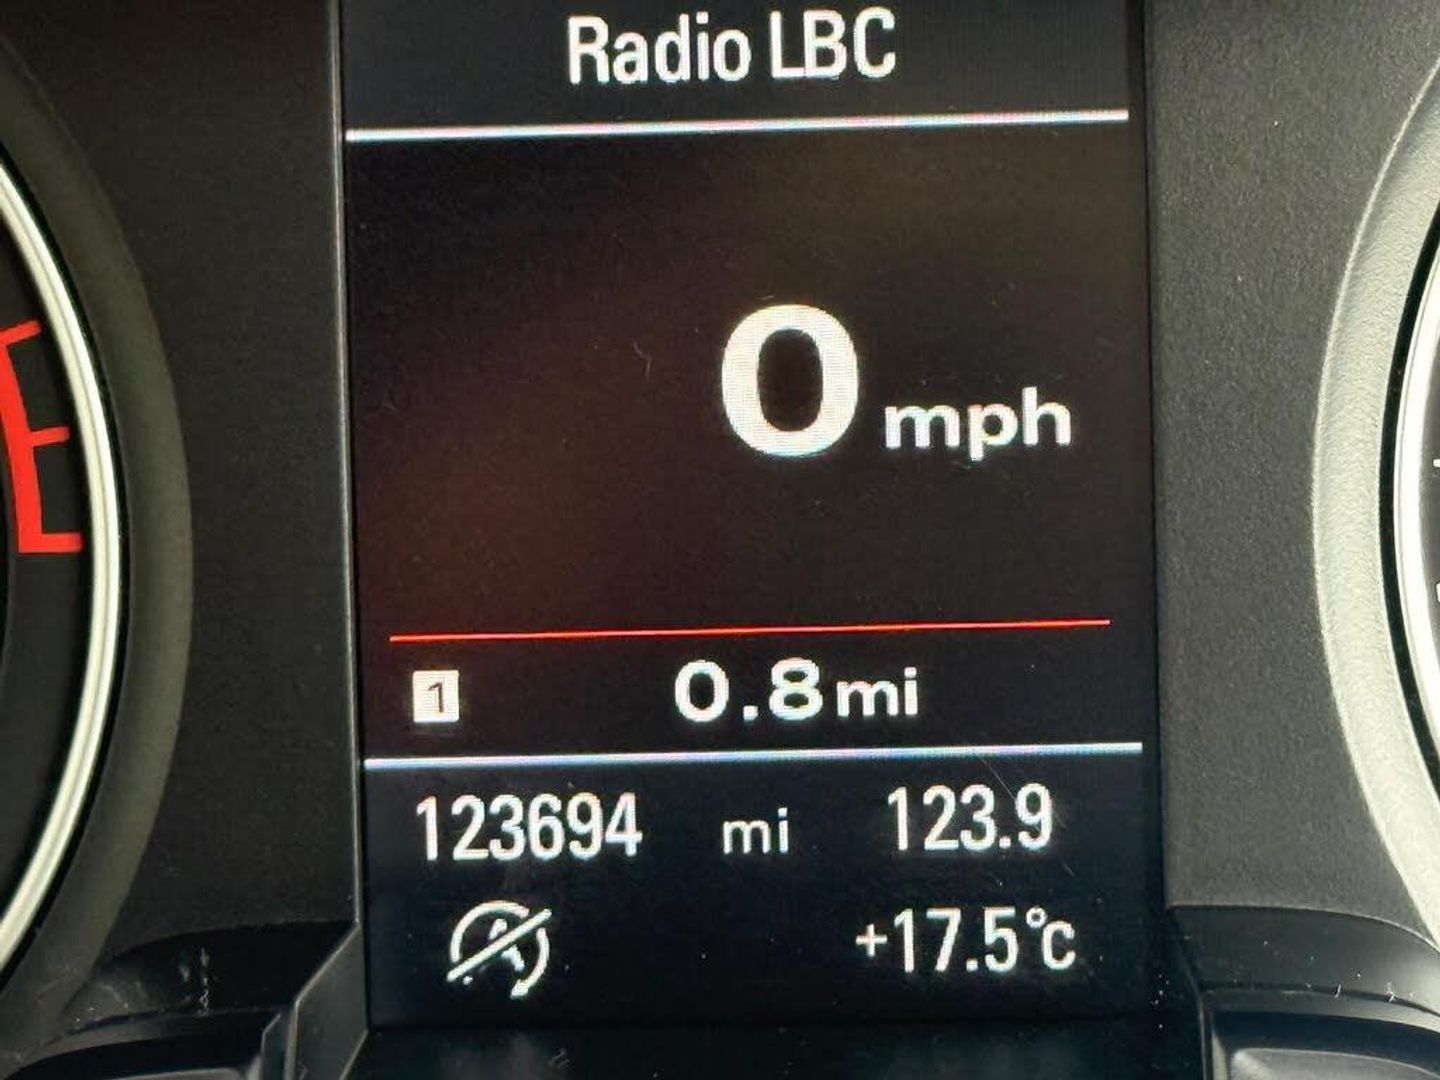 Radio LBC
0 mph
1 0.8 mi
123694 mi 123.9
A +17.5°C